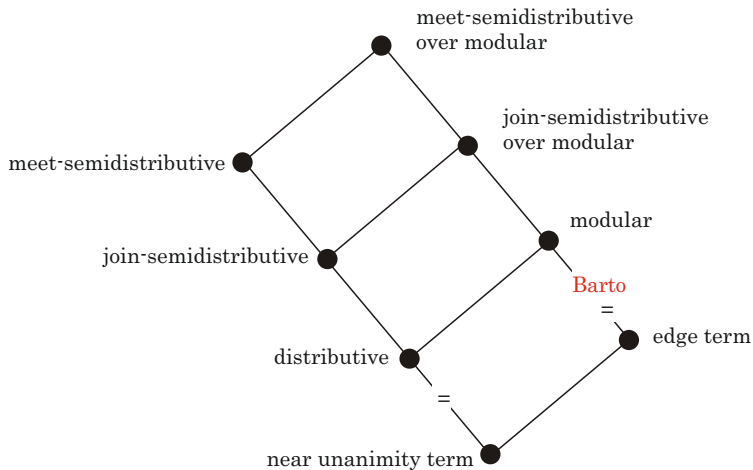 meet-semidistributive
over modular
join-semidistributive
over modular
meet-semidistributive
modular
join-semidistributive
Barto
=
edge term
distributive
=
near unanimity term